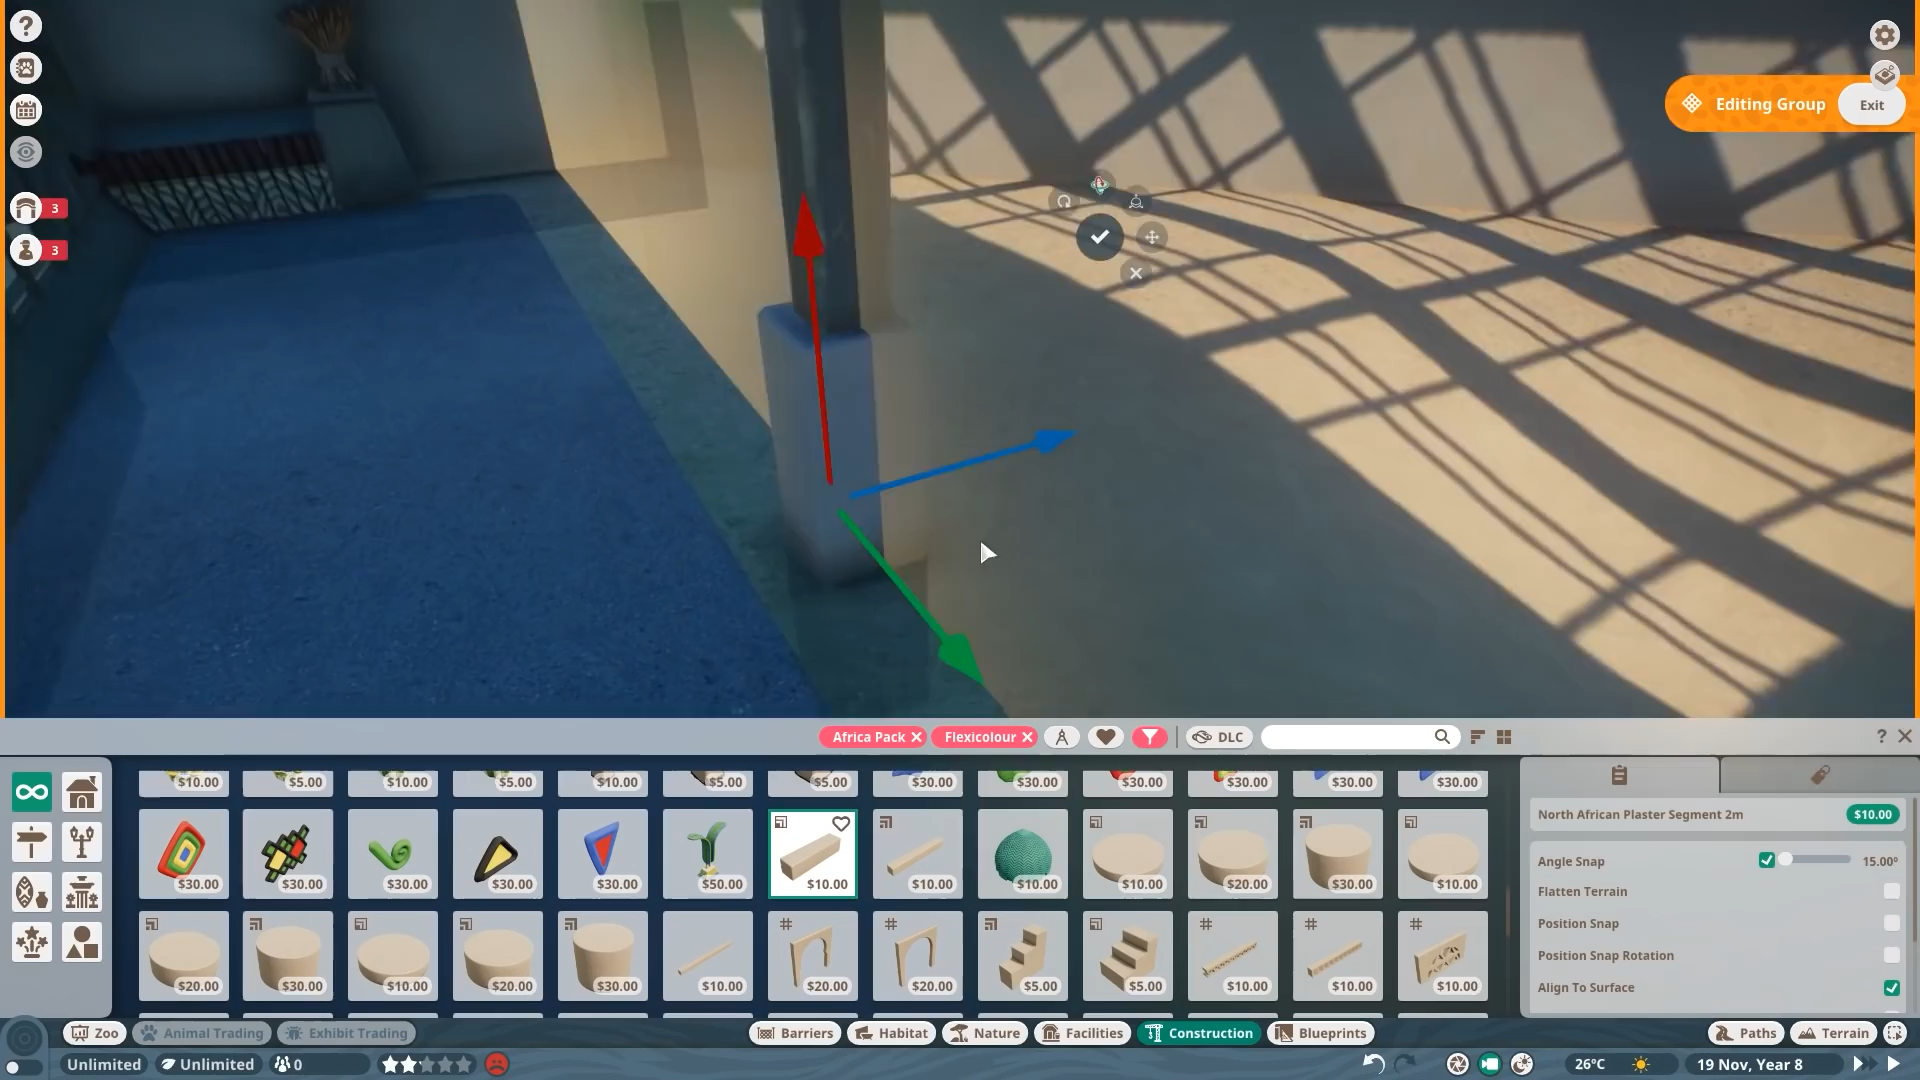 ?
Editing Group Exit
3
3
Africa Pack Flexicolour DLC ?
$10.00 $5.00 $10.00 $5.00 $10.00 $5.00 $5.00 $30.00 $30.00 $30.00 $30.00 $30.00 $30.00
$30.00 $30.00 $30.00 $30.00 $30.00 $50.00 $10.00 $10.00 $10.00 $10.00 $20.00 $30.00 $10.00
$20.00 $30.00 $10.00 $20.00 $30.00 $10.00 $20.00 $20.00 $5.00 $5.00 $10.00 $10.00 $10.00
North African Plaster Segment 2m $10.00
Angle Snap 15.00°
Flatten Terrain
Position Snap
Position Snap Rotation
Align To Surface
Zoo Animal Trading Exhibit Trading Barriers Habitat Nature Facilities Construction Blueprints Paths Terrain
Unlimited Unlimited 0 26°C 19 Nov, Year 8